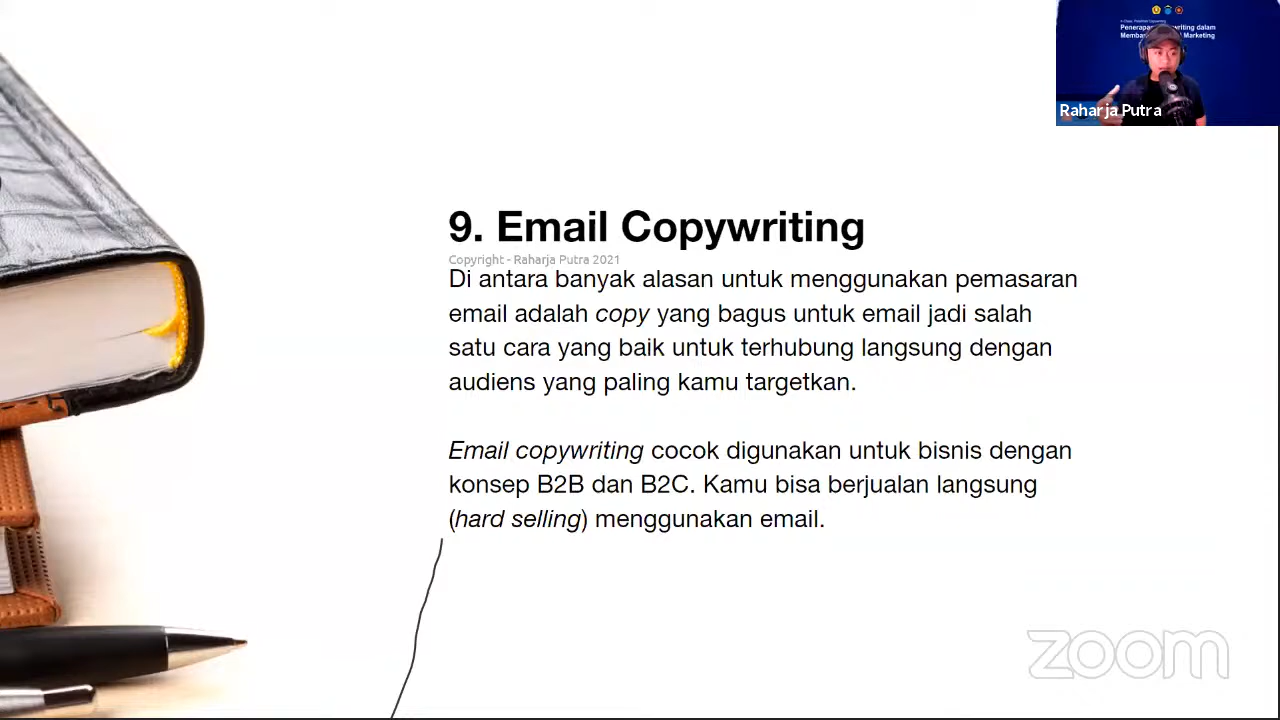 Penerapan Copywriting dalam
Raharja Putra
9. Email Copywriting
Copyright - Raharja Putra 2021
Di antara banyak alasan untuk menggunakan pemasaran
email adalah copy yang bagus untuk email jadi salah
satu cara yang baik untuk terhubung langsung dengan
audiens yang paling kamu targetkan.
Email copywriting cocok digunakan untuk bisnis dengan
konsep B2B dan B2C. Kamu bisa berjualan langsung
(hard selling) menggunakan email.
zoom